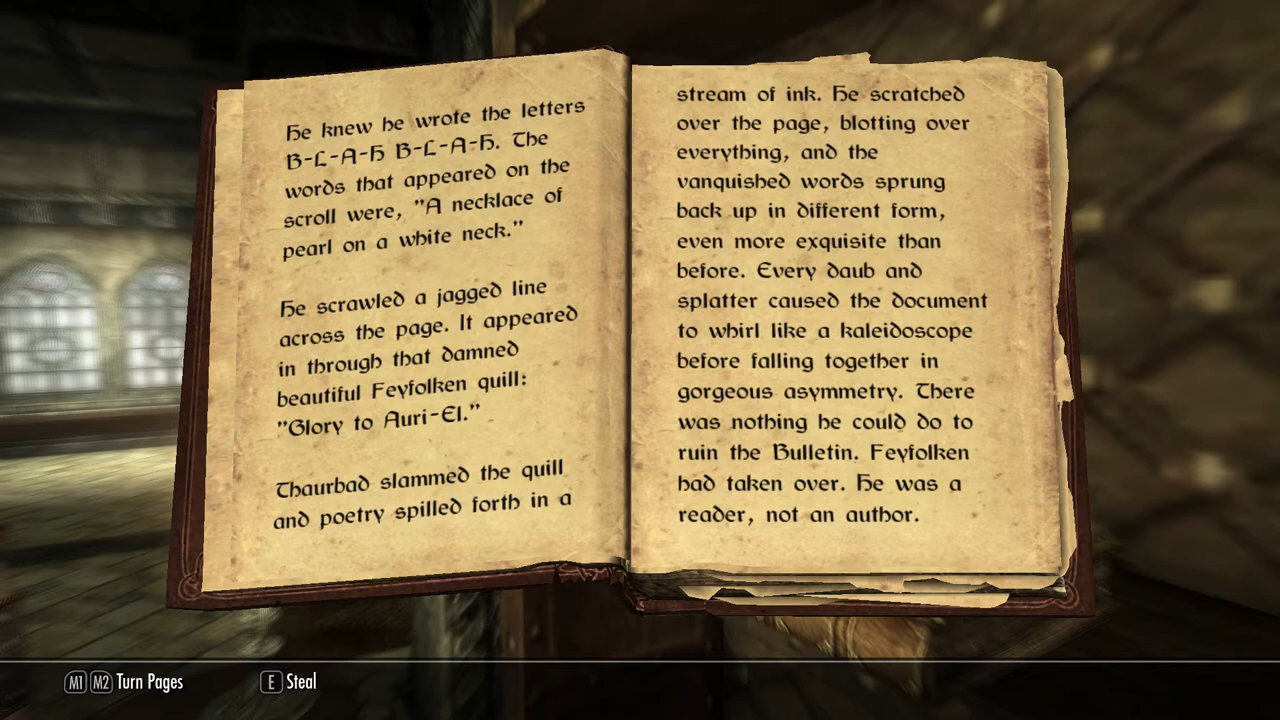 He knew he wrote the letters
B-L-A-H B-L-A-H. The
words that appeared on the
scroll were, "A necklace of
pearl on a white neck."
He scrawled a jagged line
across the page. It appeared
in through that damned
beautiful Feyfolken quill:
"Glory to Auri-El."
Thaurbad slammed the quill
and poetry spilled forth in a
stream of ink. He scratched
over the page, blotting over
everything, and the
vanquished words sprung
back up in different form,
even more exquisite than
before. Every daub and
splatter caused the document
to whirl like a kaleidoscope
before falling together in
gorgeous asymmetry. There
was nothing he could do to
ruin the Bulletin. Feyfolken
had taken over. He was a
reader, not an author.
M1 M2 Turn Pages
E Steal